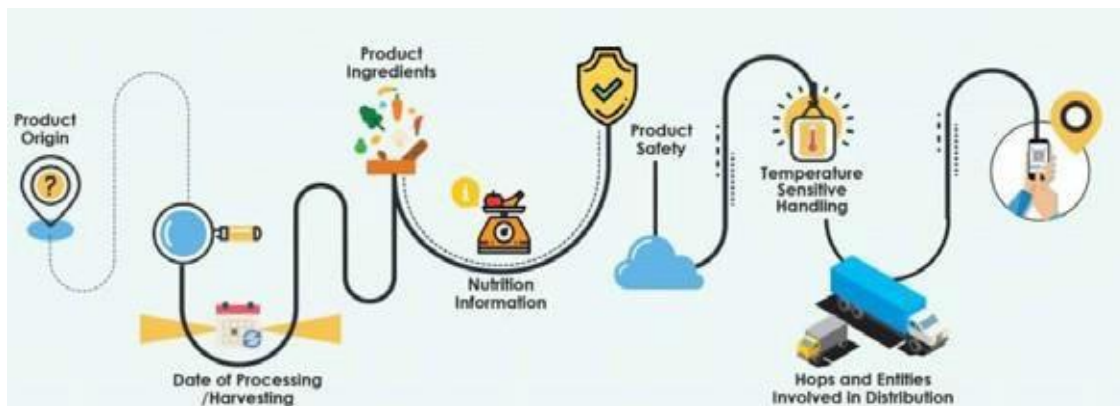 Product
Origin
?
Date of Processing
/Harvesting
Product
Ingredients
i
Nutrition
Information
Product
Safety
Temperature
Sensitive
Handling
Hops and Entities
Involved in Distribution